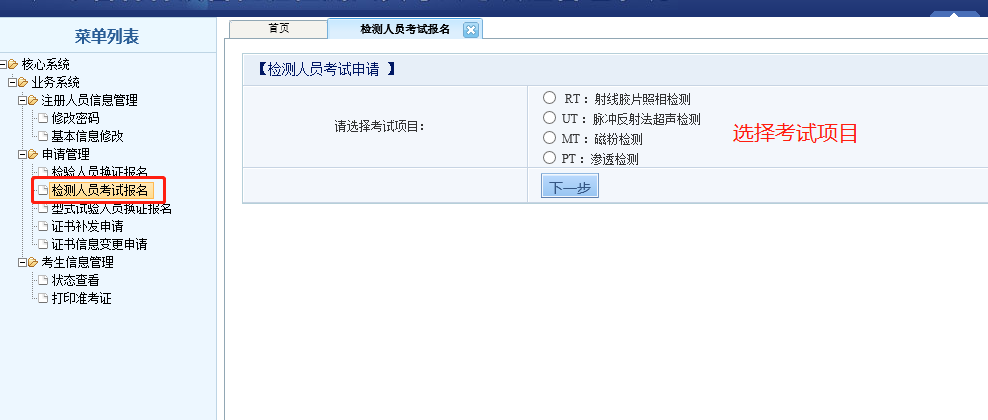 菜单列表
首页
检测人员考试报名
核心系统
业务系统
注册人员信息管理
修改密码
基本信息修改
申请管理
检验人员换证报名
检测人员考试报名
型式试验人员换证报名
证书补发申请
证书信息变更申请
考生信息管理
状态查看
打印准考证
【检测人员考试申请 】
请选择考试项目：
RT：射线胶片照相检测
UT：脉冲反射法超声检测
MT：磁粉检测
PT：渗透检测
选择考试项目
下一步